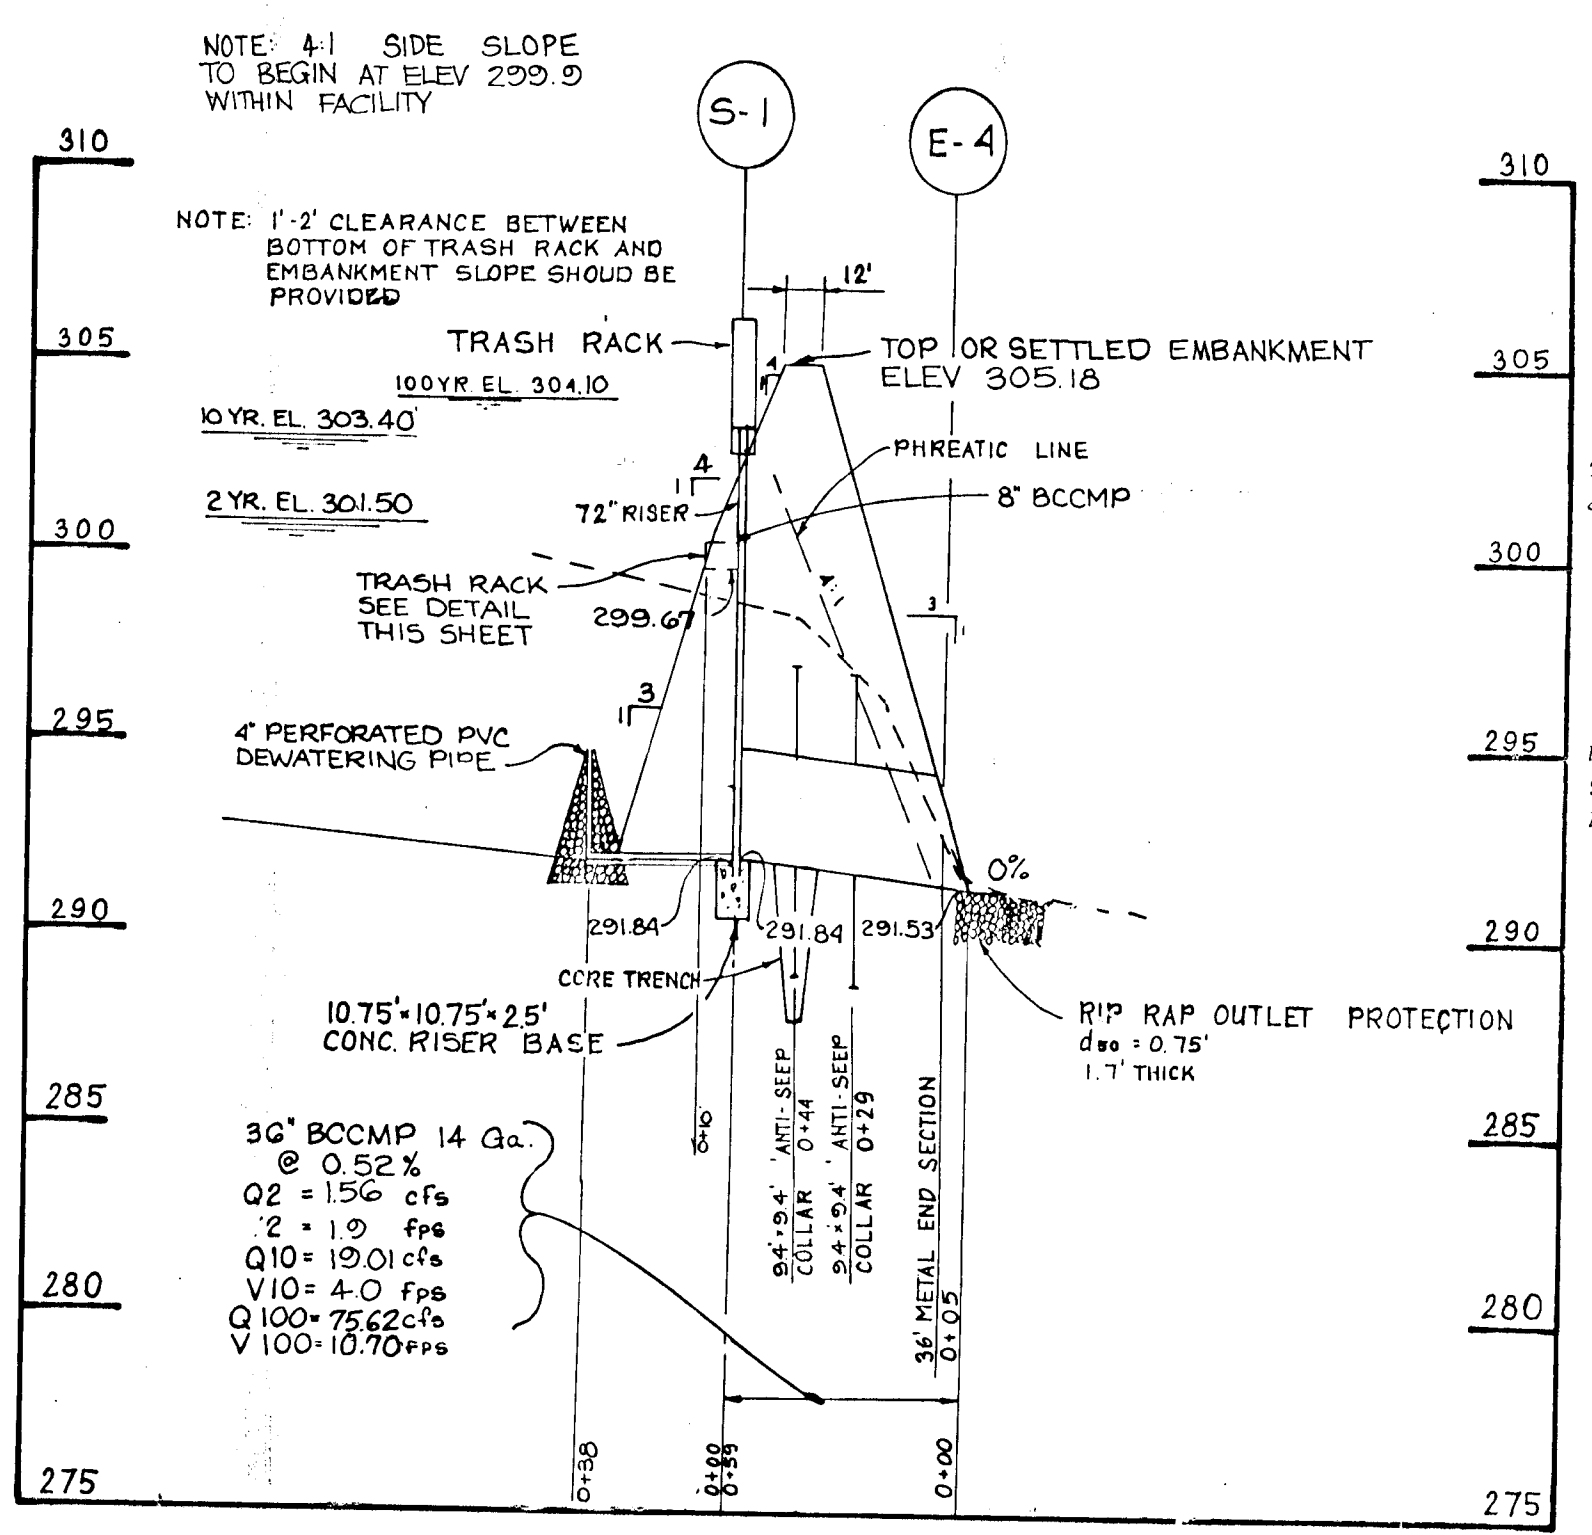 NOTE: 4:1 SIDE SLOPE
TO BEGIN AT ELEV 299.9
WITHIN FACILITY
S-1
E-4
310
310
NOTE: 1'-2' CLEARANCE BETWEEN
BOTTOM OF TRASH RACK AND
EMBANKMENT SLOPE SHOUD BE
PROVIDED
12'
305
TRASH RACK
TOP OR SETTLED EMBANKMENT
ELEV 305.18
305
100 YR. EL. 304.10
4
1
10 YR. EL. 303.40'
PHREATIC LINE
4
1
8" BCCMP
2 YR. EL. 301.50
72" RISER
300
300
TRASH RACK
SEE DETAIL
THIS SHEET
4:1
299.67
3
1
3
1
295
4" PERFORATED PVC
DEWATERING PIPE
295
0%
290
291.84
291.84
291.53
290
CORE TRENCH
10.75'x10.75'x2.5'
CONC. RISER BASE
RIP RAP OUTLET PROTECTION
d50 = 0.75'
1.7' THICK
285
285
0+10
9.4'x9.4' 'ANTI-SEEP
COLLAR 0+44
9.4x9.4' ANTI-SEEP
COLLAR 0+29
36' METAL END SECTION
0+05
36" BCCMP 14 Ga.
@ 0.52%
Q2 = 1.56 cfs
2 = 1.9 fps
Q10 = 19.01 cfs
V10 = 4.0 fps
Q100= 75.62 cfs
V100= 10.70 fps
280
280
275
0+38
0+00
0+59
0+00
275